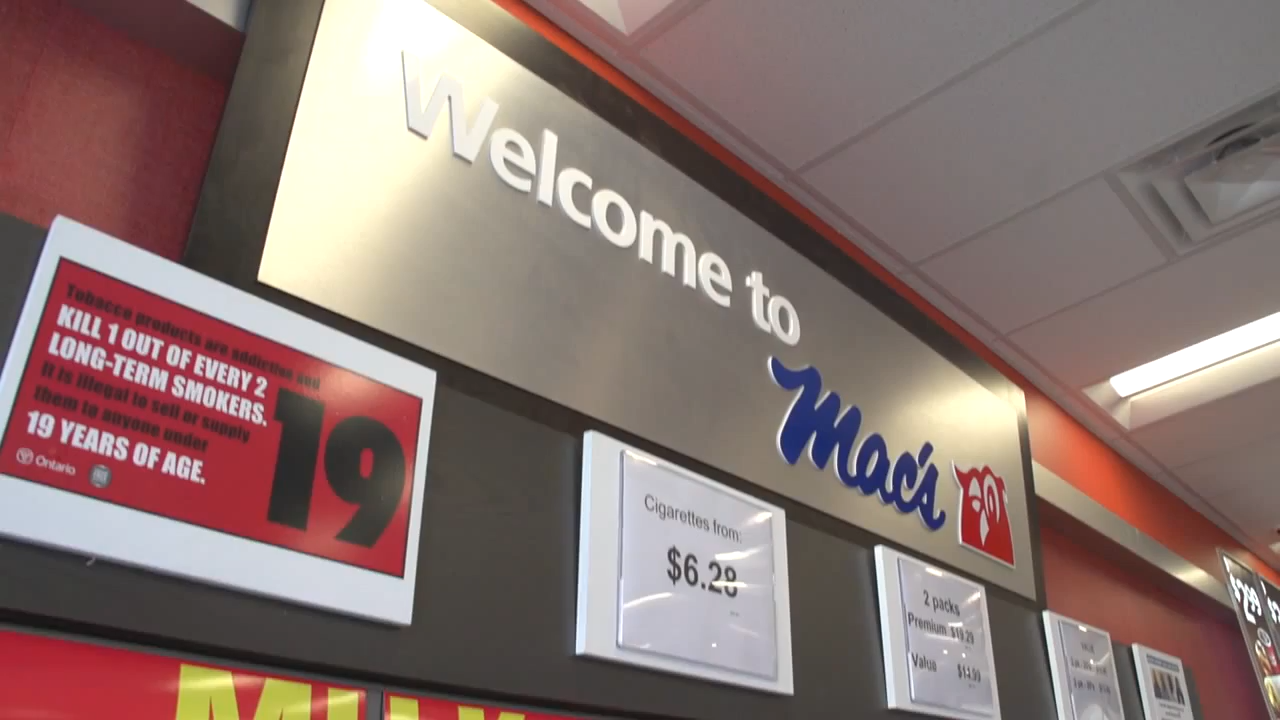 Welcome to
Mac's
Tobacco products are addictive and
KILL 1 OUT OF EVERY 2
LONG-TERM SMOKERS.
It is illegal to sell or supply
them to anyone under
19 YEARS OF AGE.
19
Ontario
Cigarettes from:
$6.28
2 packs
Premium $19.29
Value
$2.99